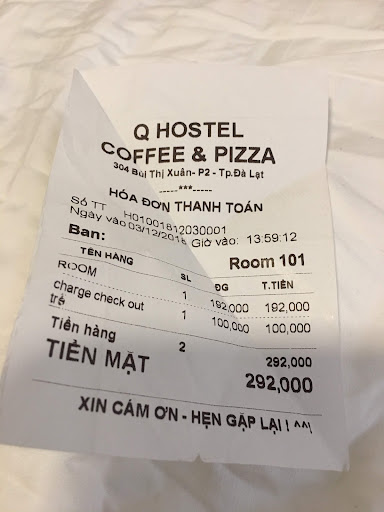 Q HOSTEL
COFFEE & PIZZA
304 Bùi Thị Xuân- P2 - Tp.Đà Lạt
-----***-----
HÓA ĐƠN THANH TOÁN
Số TT H01001812030001
Ngày vào 03/12/2018 Giờ vào: 13:59:12
Ban: Room 101
TÊN HÀNG SL ĐG T.TIỀN
ROOM 1 192,000 192,000
charge check out trễ 1 100,000 100,000
Tiền hàng 2 292,000
TIỀN MẶT 292,000
XIN CÁM ƠN - HẸN GẶP LẠI ! ^^!